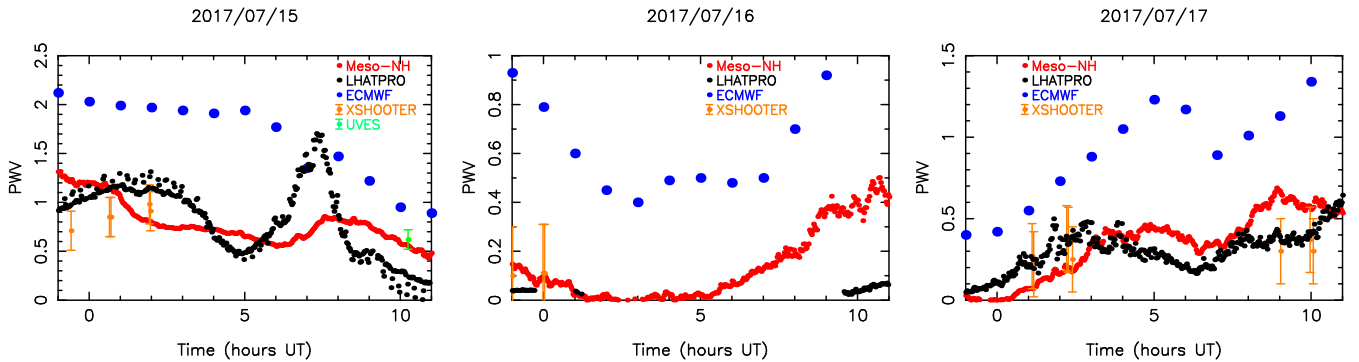 2017/07/15
2.5
2
1.5
1
0.5
0
PWV
Meso-NH
LHATPRO
ECMWF
XSHOOTER
UVES
0 5 10
Time (hours UT)
2017/07/16
1
0.8
0.6
0.4
0.2
0
PWV
Meso-NH
LHATPRO
ECMWF
XSHOOTER
0 5 10
Time (hours UT)
2017/07/17
1.5
1
0.5
0
PWV
Meso-NH
LHATPRO
ECMWF
XSHOOTER
0 5 10
Time (hours UT)